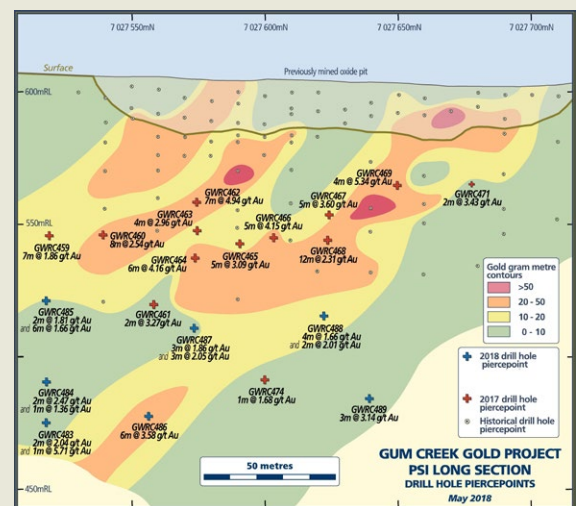 7 027 550mN 7 027 600mN 7 027 650mN 7 027 700mN
Surface
Previously mined oxide pit
600mRL
GWRC469
4m @ 5.34 g/t Au
GWRC462
7m @ 4.94 g/t Au
GWRC467
5m @ 3.60 g/t Au
GWRC471
2m @ 3.43 g/t Au
GWRC463
4m @ 2.96 g/t Au
GWRC466
5m @ 4.15 g/t Au
550mRL
GWRC459
7m @ 1.86 g/t Au
GWRC460
8m @ 2.54 g/t Au
GWRC464
6m @ 4.16 g/t Au
GWRC465
5m @ 3.09 g/t Au
GWRC468
12m @ 2.31 g/t Au
Gold gram metre
contours
>50
20 - 50
10 - 20
0 - 10
GWRC485
2m @ 1.81 g/t Au
and 6m @ 1.66 g/t Au
GWRC461
2m @ 3.27g/t Au
GWRC487
3m @ 1.86 g/t Au
and 3m @ 2.05 g/t Au
GWRC488
4m @ 1.66 g/t Au
and 2m @ 2.01 g/t Au
2018 drill hole
piercepoint
2017 drill hole
piercepoint
Historical drill hole
piercepoint
GWRC484
2m @ 2.47 g/t Au
and 1m @ 1.36 g/t Au
GWRC474
1m @ 1.68 g/t Au
GWRC489
3m @ 3.14 g/t Au
GWRC483
2m @ 2.04 g/t Au
and 1m @ 5.71 g/t Au
GWRC486
6m @ 3.58 g/t Au
50 metres
450mRL
GUM CREEK GOLD PROJECT
PSI LONG SECTION
DRILL HOLE PIERCEPOINTS
May 2018